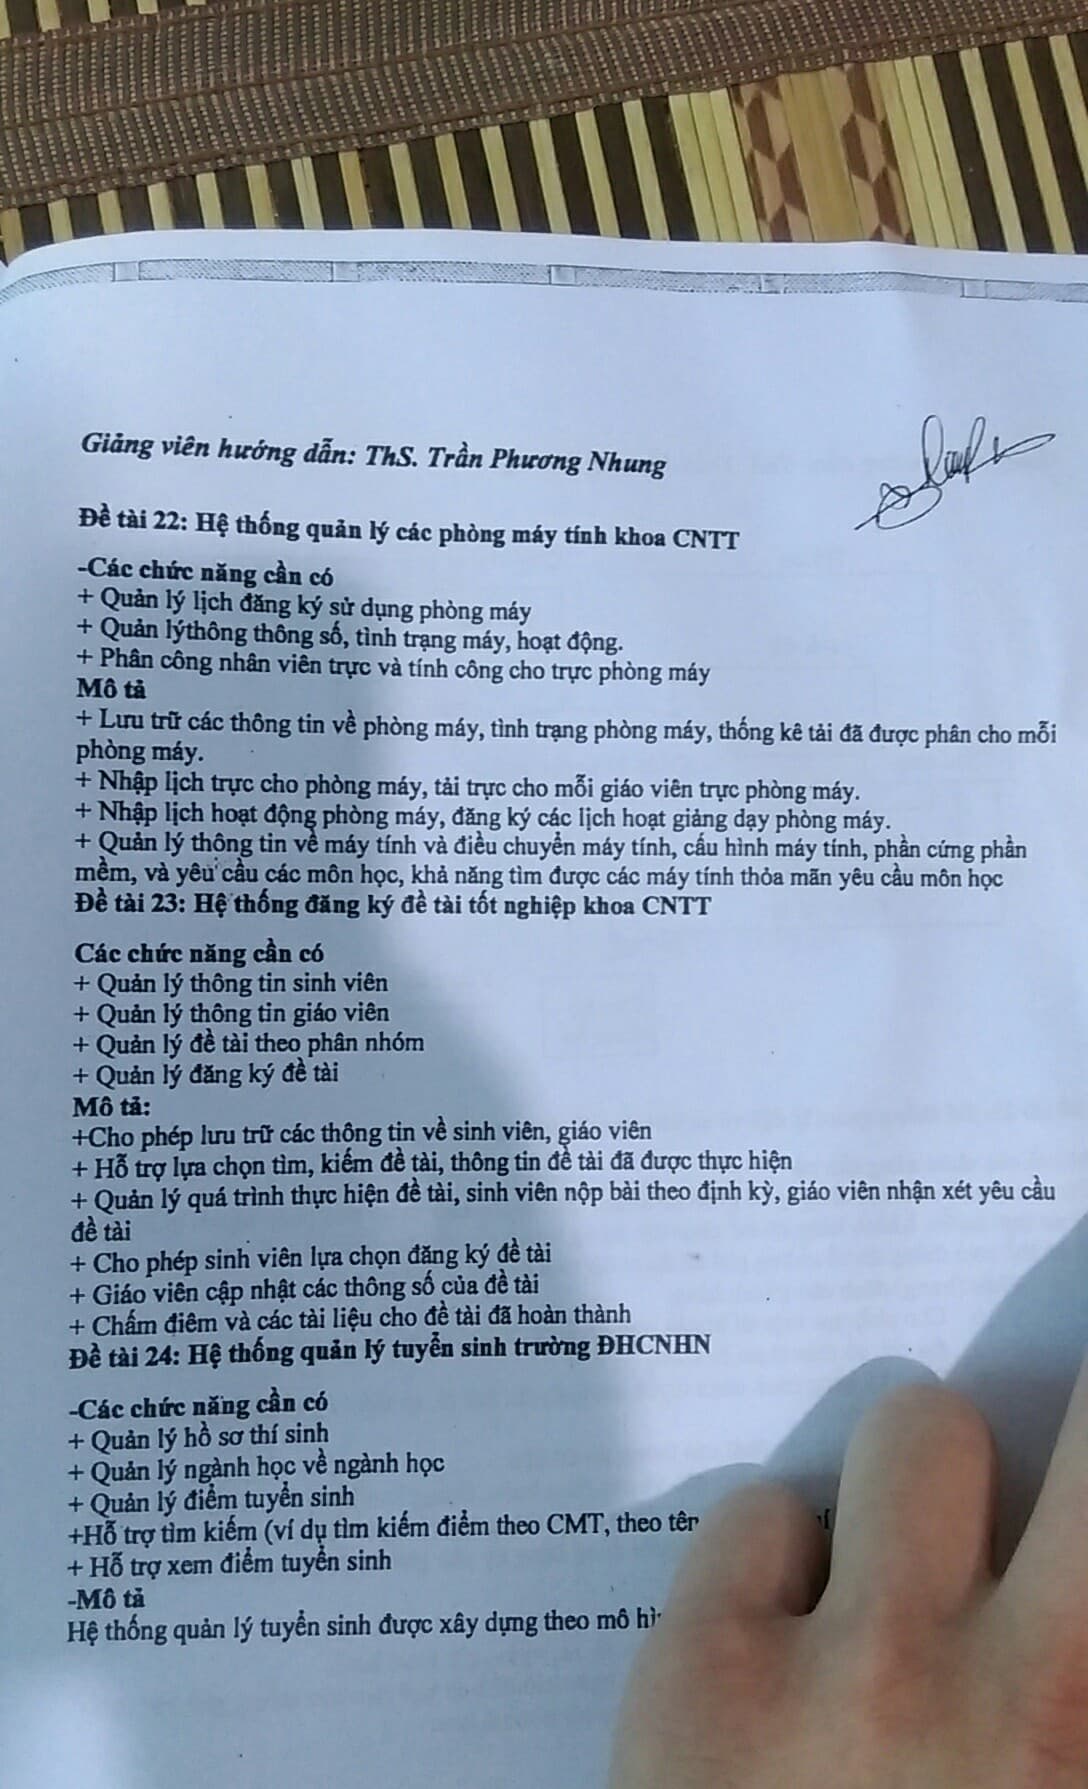 Giảng viên hướng dẫn: ThS. Trần Phương Nhung
Đề tài 22: Hệ thống quản lý các phòng máy tính khoa CNTT
-Các chức năng cần có
+ Quản lý lịch đăng ký sử dụng phòng máy
+ Quản lýthông thông số, tình trạng máy, hoạt động.
+ Phân công nhân viên trực và tính công cho trực phòng máy
Mô tả
+ Lưu trữ các thông tin về phòng máy, tình trạng phòng máy, thống kê tải đã được phân cho mỗi
phòng máy.
+ Nhập lịch trực cho phòng máy, tải trực cho mỗi giáo viên trực phòng máy.
+ Nhập lịch hoạt động phòng máy, đăng ký các lịch hoạt giảng dạy phòng máy.
+ Quản lý thông tin về máy tính và điều chuyển máy tính, cấu hình máy tính, phần cứng phần
mềm, và yêu cầu các môn học, khả năng tìm được các máy tính thỏa mãn yêu cầu môn học
Đề tài 23: Hệ thống đăng ký đề tài tốt nghiệp khoa CNTT
Các chức năng cần có
+ Quản lý thông tin sinh viên
+ Quản lý thông tin giáo viên
+ Quản lý đề tài theo phân nhóm
+ Quản lý đăng ký đề tài
Mô tả:
+Cho phép lưu trữ các thông tin về sinh viên, giáo viên
+ Hỗ trợ lựa chọn tìm, kiếm đề tài, thông tin đề tài đã được thực hiện
+ Quản lý quá trình thực hiện đề tài, sinh viên nộp bài theo định kỳ, giáo viên nhận xét yêu cầu
đề tài
+ Cho phép sinh viên lựa chọn đăng ký đề tài
+ Giáo viên cập nhật các thông số của đề tài
+ Chấm điêm và các tài liệu cho đề tài đã hoàn thành
Đề tài 24: Hệ thống quản lý tuyển sinh trường ĐHCNHN
-Các chức năng cần có
+ Quản lý hồ sơ thí sinh
+ Quản lý ngành học về ngành học
+ Quản lý điểm tuyển sinh
+Hỗ trợ tìm kiếm (ví dụ tìm kiếm điểm theo CMT, theo tên
+ Hỗ trợ xem điểm tuyển sinh
-Mô tả
Hệ thống quản lý tuyển sinh được xây dựng theo mô